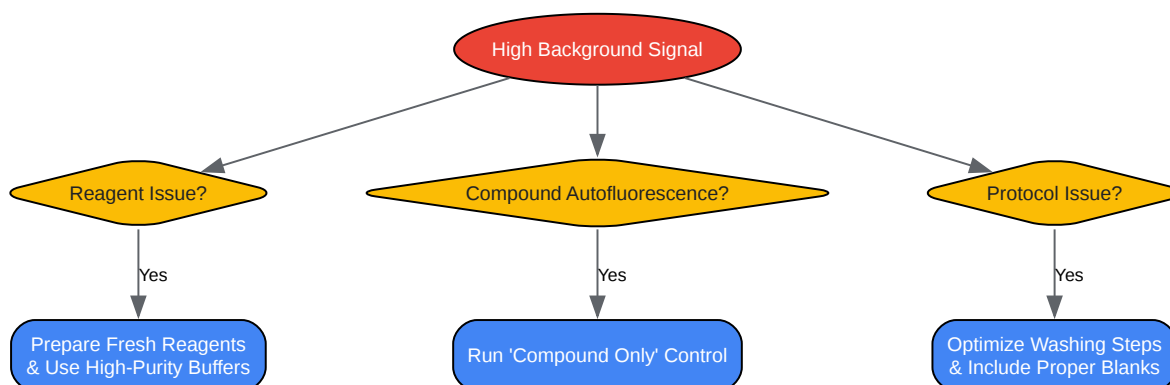 High Background Signal
Reagent Issue?
Compound Autofluorescence?
Protocol Issue?
Yes
Yes
Yes
Prepare Fresh Reagents
& Use High-Purity Buffers
Run 'Compound Only' Control
Optimize Washing Steps
& Include Proper Blanks